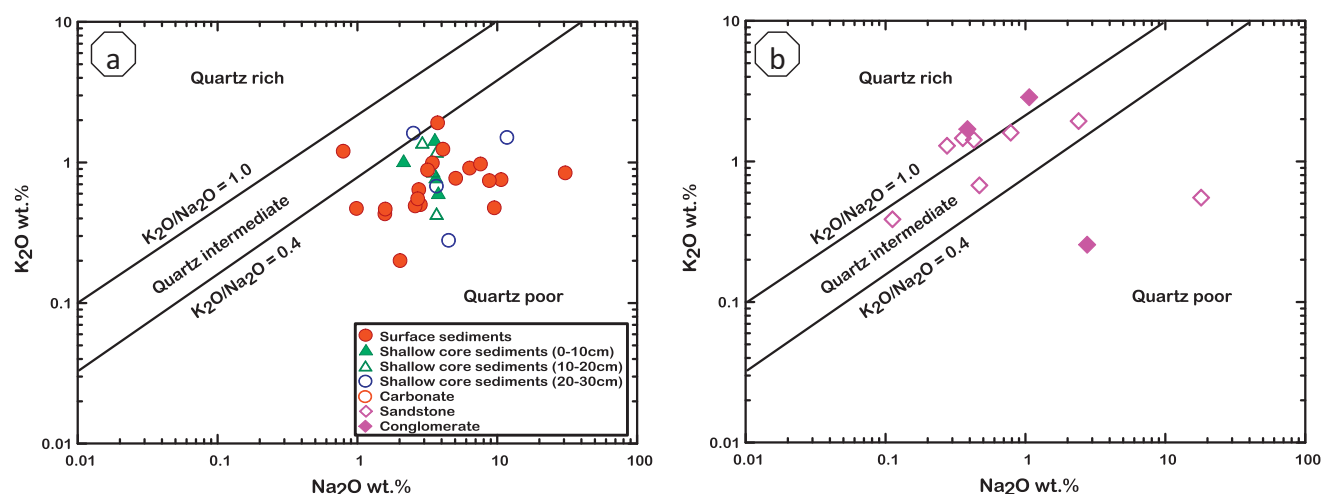 a
10
1
0.1
0.01
K2O wt.%
Quartz rich
K2O/Na2O = 1.0
Quartz intermediate
K2O/Na2O = 0.4
Quartz poor
Surface sediments
Shallow core sediments (0-10cm)
Shallow core sediments (10-20cm)
Shallow core sediments (20-30cm)
Carbonate
Sandstone
Conglomerate
0.01 0.1 1 10 100
Na2O wt.%
b
10
1
0.1
0.01
K2O wt.%
Quartz rich
K2O/Na2O = 1.0
Quartz intermediate
K2O/Na2O = 0.4
Quartz poor
0.01 0.1 1 10 100
Na2O wt.%